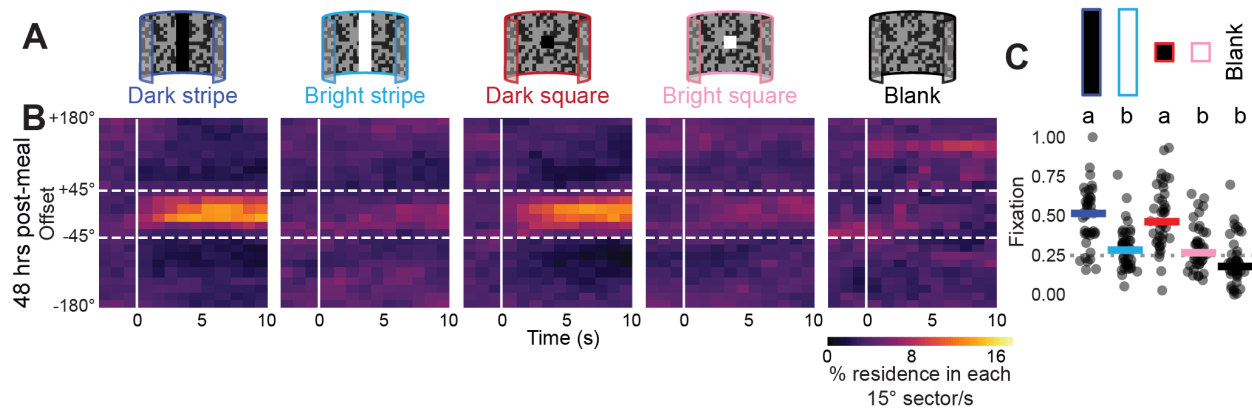 A
Dark stripe
Bright stripe
Dark square
Bright square
Blank
B
48 hrs post-meal
Offset
+180°
+45°
-45°
-180°
0 5 10
0 5 10
0 5 10
0 5 10
0 5 10
Time (s)
0 8 16
% residence in each
15° sector/s
C
Blank
a b a b b
Fixation
1.00
0.75
0.50
0.25
0.00